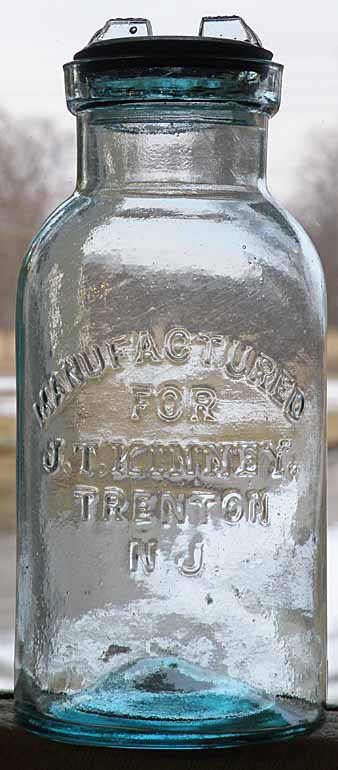 MANUFACTURED
FOR
J.T. KINNEY.
TRENTON
N J